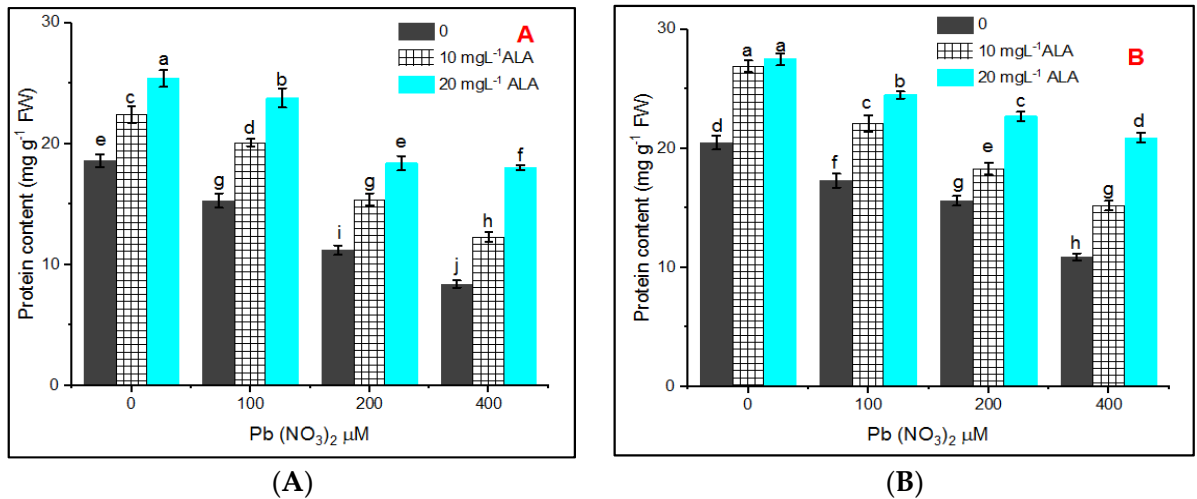 30
20
10
0
Protein content (mg g⁻¹ FW)
0
10 mgL⁻¹ALA
20 mgL⁻¹ ALA
A
e c a
g d b
i g e
j h f
0 100 200 400
Pb (NO₃)₂ µM
(A)
30
20
10
0
Protein content (mg g⁻¹ FW)
0
10 mgL⁻¹ALA
20 mgL⁻¹ ALA
B
d a a
f c b
g e c
h g d
0 100 200 400
Pb (NO₃)₂ µM
(B)